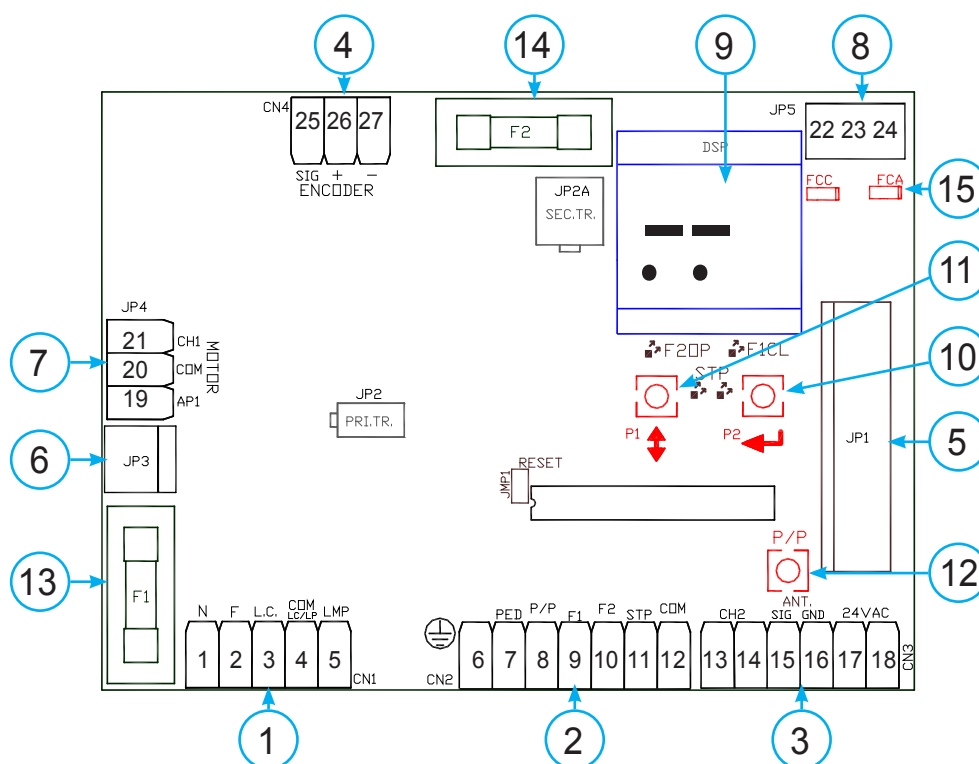 4 14 9 8
CN4 25 26 27
F2
DSP
JP5 22 23 24
SIG + -
ENCODER
JP2A
SEC.TR.
FCC FCA
15
11
JP4
21 CH1
20 COM
19 AP1
MOTOR
7
F2OP F1CL
STP
10
JP2
PRI.TR.
P1 P2
JP1
5
6
JP3
RESET
JMP1
P/P
12
13
F1
ANT.
N F L.C. COM LC/LP LMP
PED P/P F1 F2 STP COM
CH2 SIG GND 24VAC
1 2 3 4 5 CN1
CN2 6 7 8 9 10 11 12
13 14 15 16 17 18 CN3
1 2 3